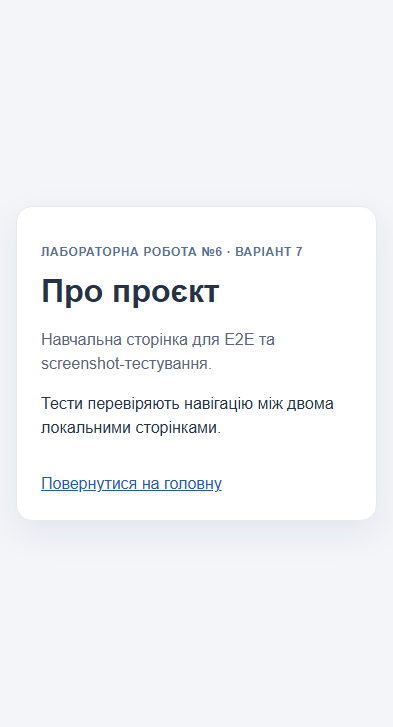 ЛАБОРАТОРНА РОБОТА №6 · ВАРІАНТ 7
Про проєкт
Навчальна сторінка для E2E та
screenshot-тестування.
Тести перевіряють навігацію між двома
локальними сторінками.
Повернутися на головну